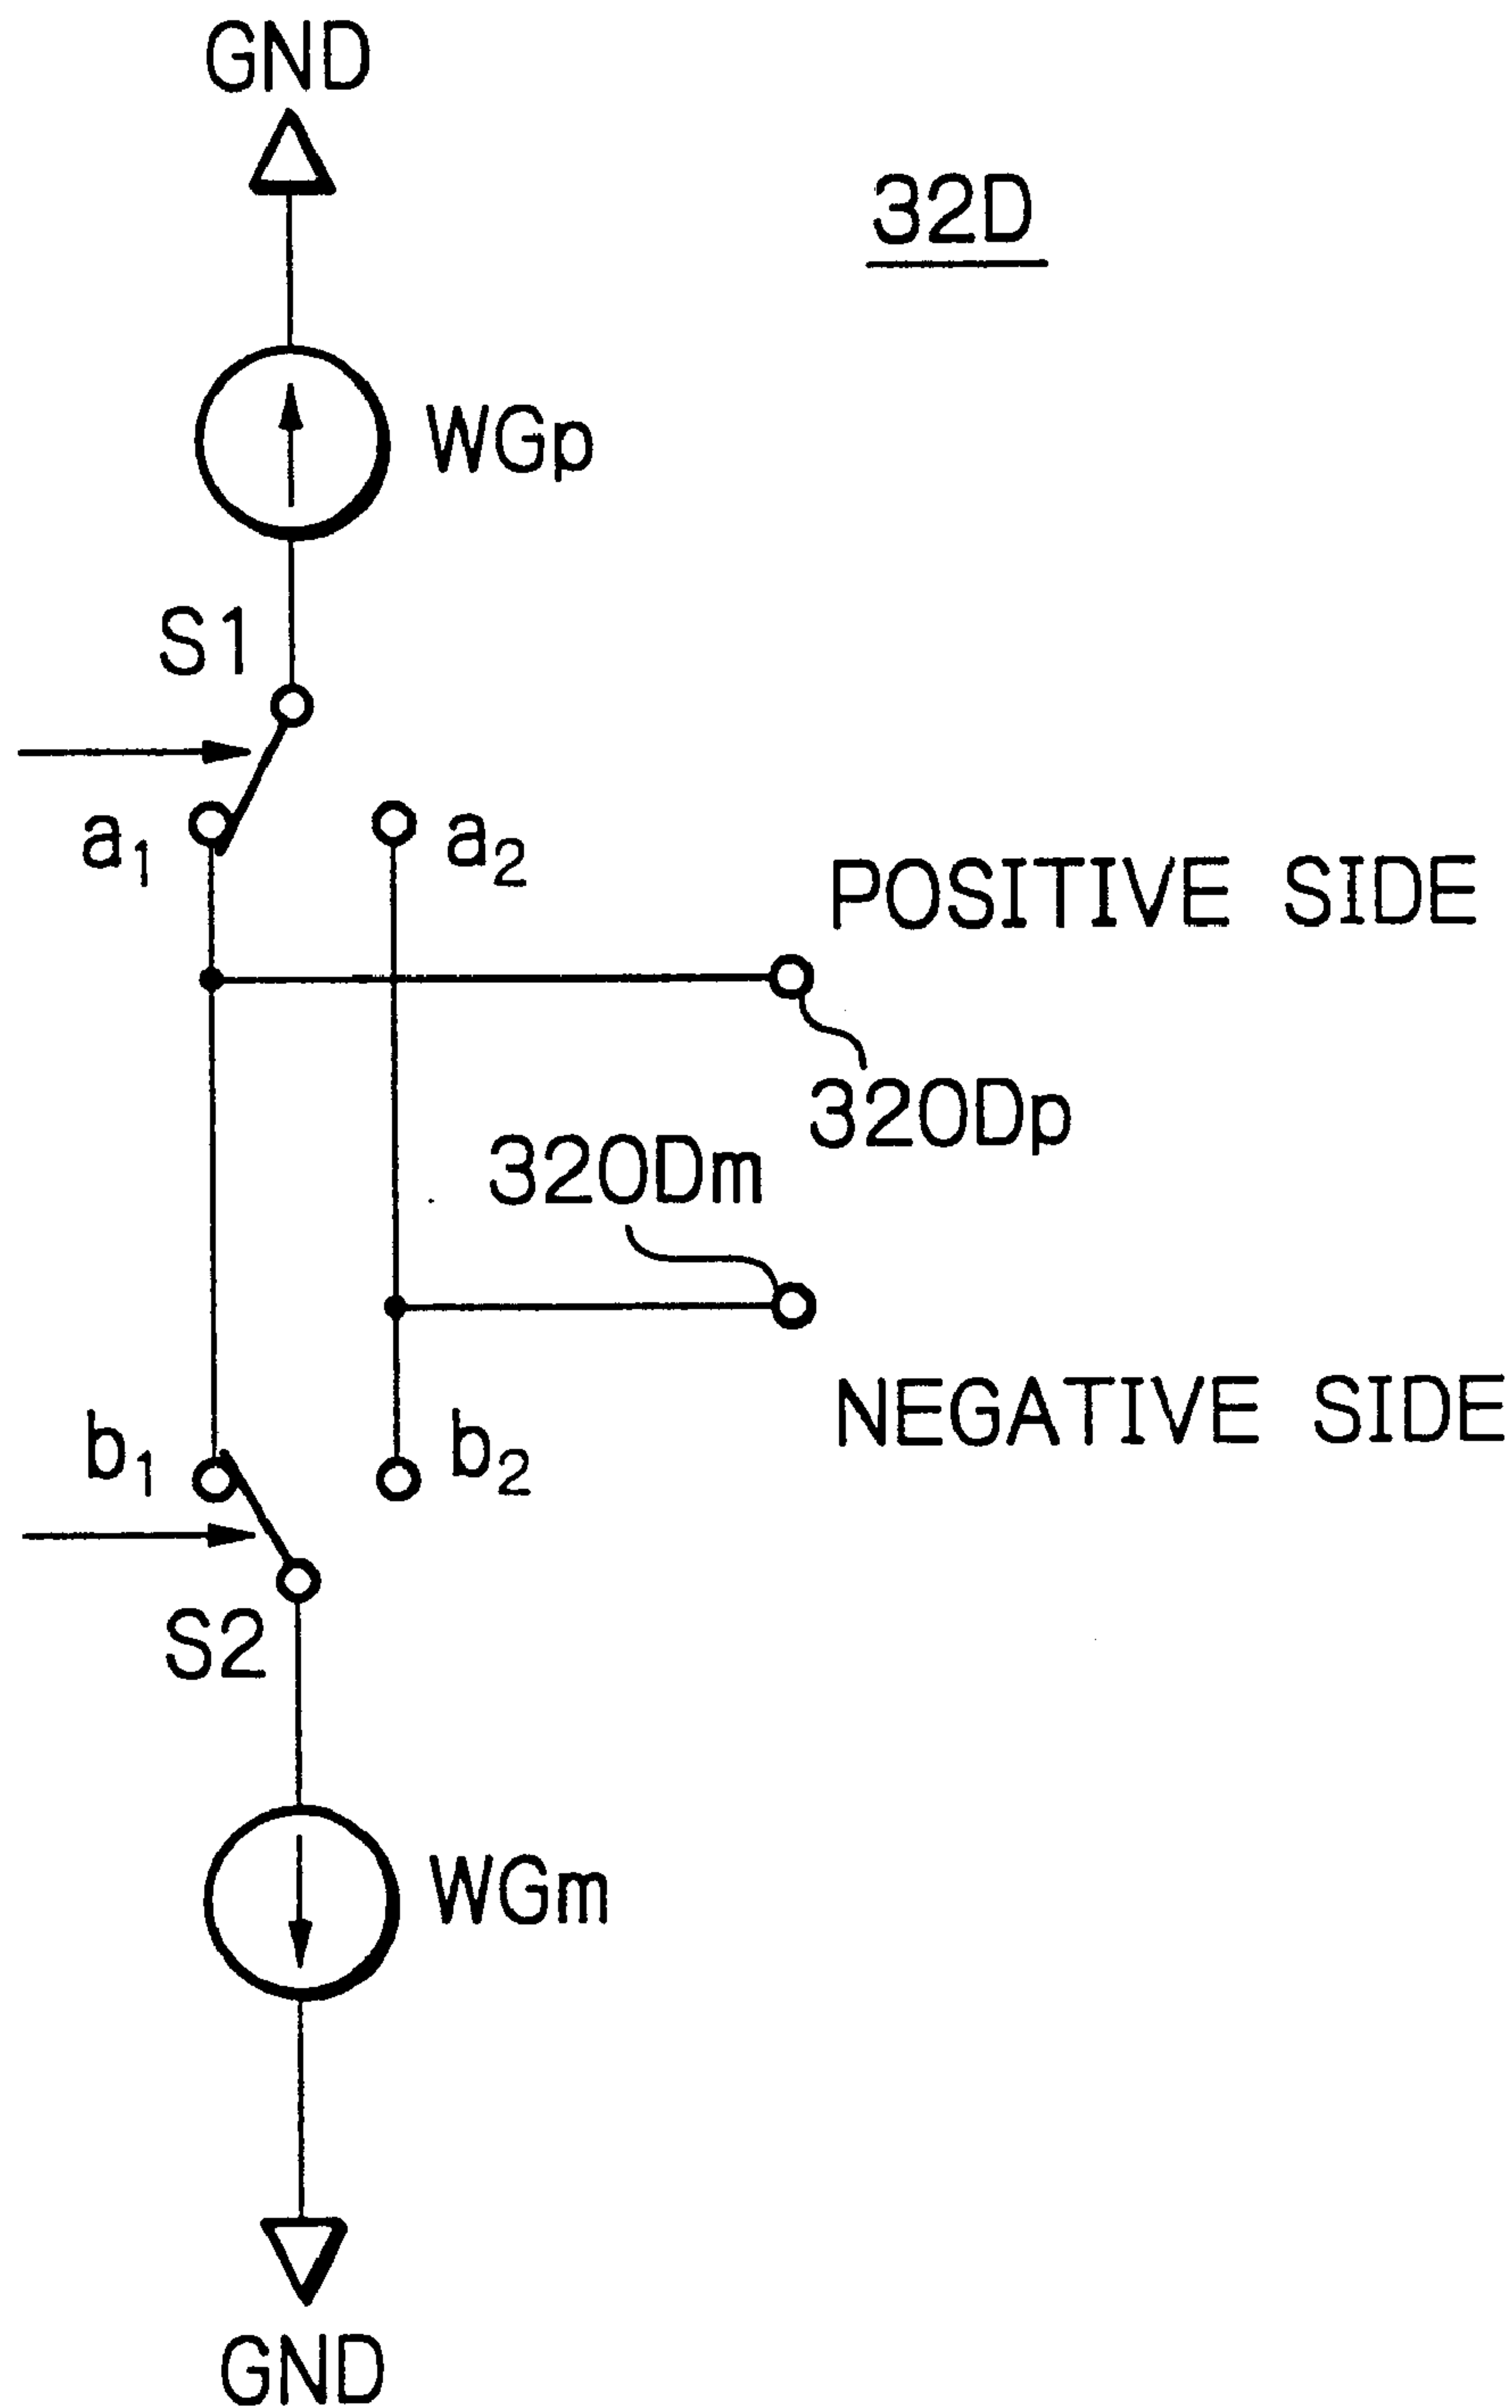 GND
32D
WGp
S1
a1
a2
POSITIVE SIDE
320Dp
320Dm
NEGATIVE SIDE
b1
b2
S2
WGm
GND